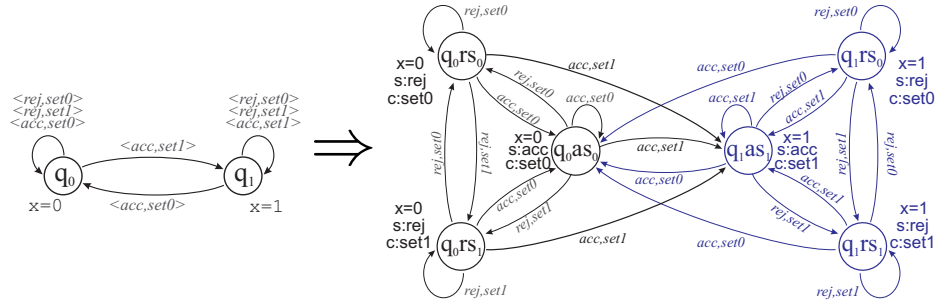 <rej,set0>
<rej,set1>
<acc,set0>
<rej,set0>
<rej,set1>
<acc,set1>
<acc,set1>
q0
q1
<acc,set0>
x=0
x=1
⇒
rej,set0
rej,set0
x=0
s:rej
c:set0
q0rs0
q1rs0
x=1
s:rej
c:set0
acc,set1
acc,set0
rej,set0
acc,set0
acc,set0
acc,set1
rej,set0
acc,set1
rej,set0
rej,set1
rej,set1
rej,set0
x=0
s:acc
c:set0
q0as0
acc,set1
acc,set0
q1as1
x=1
s:acc
c:set1
acc,set0
rej,set1
acc,set1
rej,set1
x=0
s:rej
c:set1
q0rs1
q1rs1
x=1
s:rej
c:set1
acc,set1
acc,set0
rej,set1
rej,set1